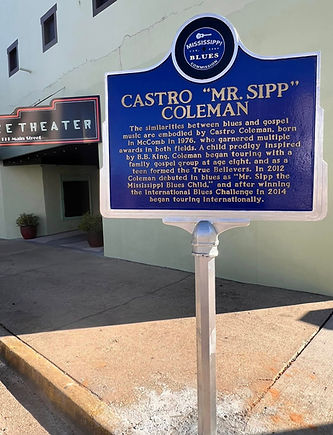 MISSISSIPPI
BLUES
COMMISSION
CASTRO "MR. SIPP"
COLEMAN
The similarities between blues and gospel
music are embodied by Castro Coleman, born
in McComb in 1976, who garnered multiple
awards in both fields. A child prodigy inspired
by B.B. King, Coleman began touring with a
family gospel group at age eight, and as a
teen formed the True Believers. In 2012
Coleman debuted in blues as "Mr. Sipp the
Mississippi Blues Child," and after winning
the International Blues Challenge in 2014
began touring internationally.
E THEATER
111 Main Street